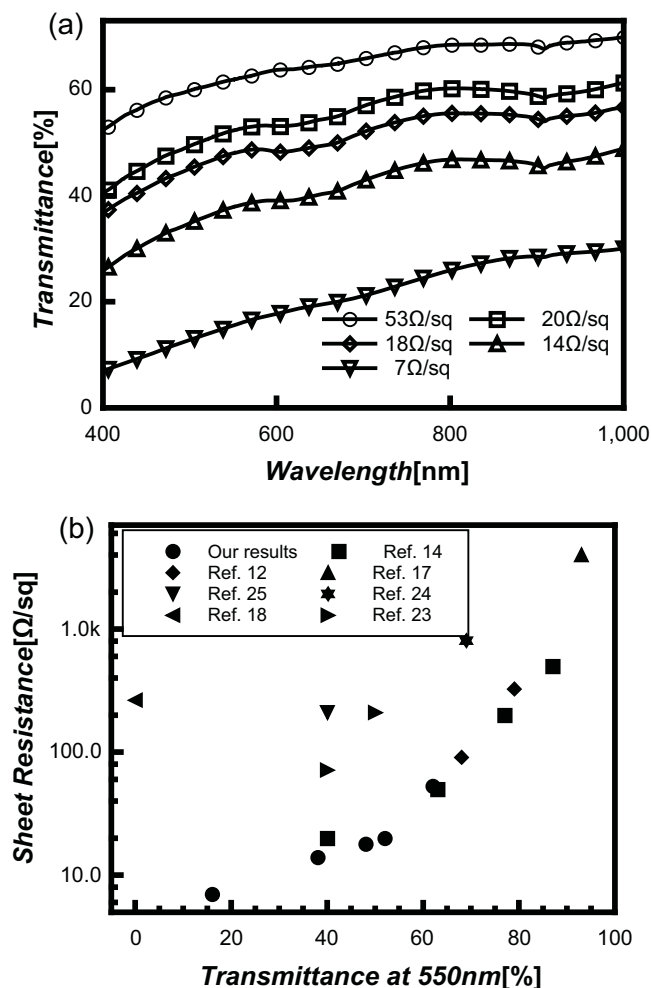 (a)
Transmittance[%]
60
40
20
0
53Ω/sq 20Ω/sq
18Ω/sq 14Ω/sq
7Ω/sq
400 600 800 1,000
Wavelength[nm]
(b)
Sheet Resistance[Ω/sq]
Our results Ref. 14
Ref. 12 Ref. 17
Ref. 25 Ref. 24
Ref. 18 Ref. 23
1.0k
100.0
10.0
0 20 40 60 80 100
Transmittance at 550nm[%]